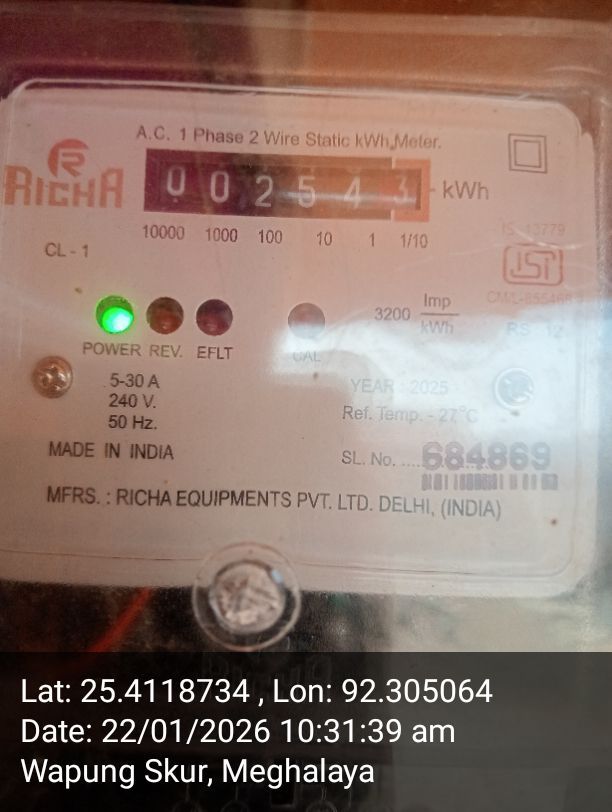 A.C. 1 Phase 2 Wire Static kWh Meter.
RICHA
0 0 2 5 4 3 kWh
10000 1000 100 10 1 1/10
CL - 1
IS 13779
ISI
3200 Imp/kWh
POWER REV. EFLT CAL
5-30 A
240 V.
50 Hz.
YEAR : 2025
Ref. Temp. - 27°C
MADE IN INDIA
SL. No. .... 684869
MFRS. : RICHA EQUIPMENTS PVT. LTD. DELHI, (INDIA)
Lat: 25.4118734 , Lon: 92.305064
Date: 22/01/2026 10:31:39 am
Wapung Skur, Meghalaya